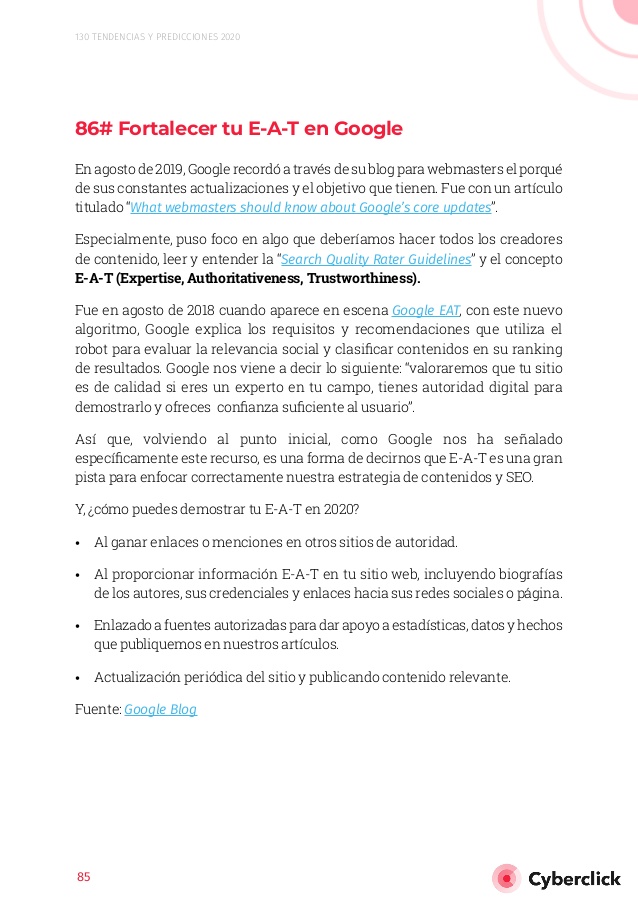 130 TENDENCIAS Y PREDICCIONES 2020
86# Fortalecer tu E-A-T en Google
En agosto de 2019, Google recordó a través de su blog para webmasters el porqué
de sus constantes actualizaciones y el objetivo que tienen. Fue con un artículo
titulado “What webmasters should know about Google’s core updates”.
Especialmente, puso foco en algo que deberíamos hacer todos los creadores
de contenido, leer y entender la “Search Quality Rater Guidelines” y el concepto
E-A-T (Expertise, Authoritativeness, Trustworthiness).
Fue en agosto de 2018 cuando aparece en escena Google EAT, con este nuevo
algoritmo, Google explica los requisitos y recomendaciones que utiliza el
robot para evaluar la relevancia social y clasificar contenidos en su ranking
de resultados. Google nos viene a decir lo siguiente: “valoraremos que tu sitio
es de calidad si eres un experto en tu campo, tienes autoridad digital para
demostrarlo y ofreces confianza suficiente al usuario”.
Así que, volviendo al punto inicial, como Google nos ha señalado
específicamente este recurso, es una forma de decirnos que E-A-T es una gran
pista para enfocar correctamente nuestra estrategia de contenidos y SEO.
Y, ¿cómo puedes demostrar tu E-A-T en 2020?
• Al ganar enlaces o menciones en otros sitios de autoridad.
• Al proporcionar información E-A-T en tu sitio web, incluyendo biografías
de los autores, sus credenciales y enlaces hacia sus redes sociales o página.
• Enlazado a fuentes autorizadas para dar apoyo a estadísticas, datos y hechos
que publiquemos en nuestros artículos.
• Actualización periódica del sitio y publicando contenido relevante.
Fuente: Google Blog
85
Cyberclick